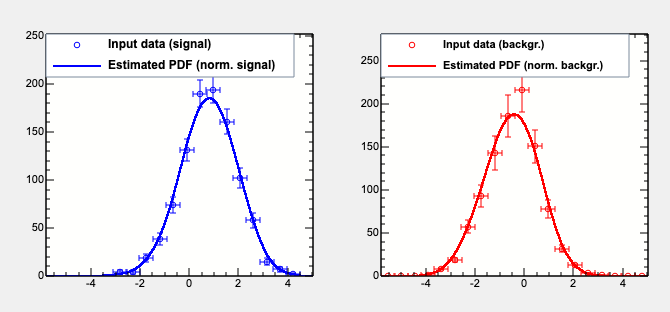 Input data (signal)
Estimated PDF (norm. signal)
250
200
150
100
50
0
-4 -2 0 2 4
Input data (backgr.)
Estimated PDF (norm. backgr.)
250
200
150
100
50
0
-4 -2 0 2 4